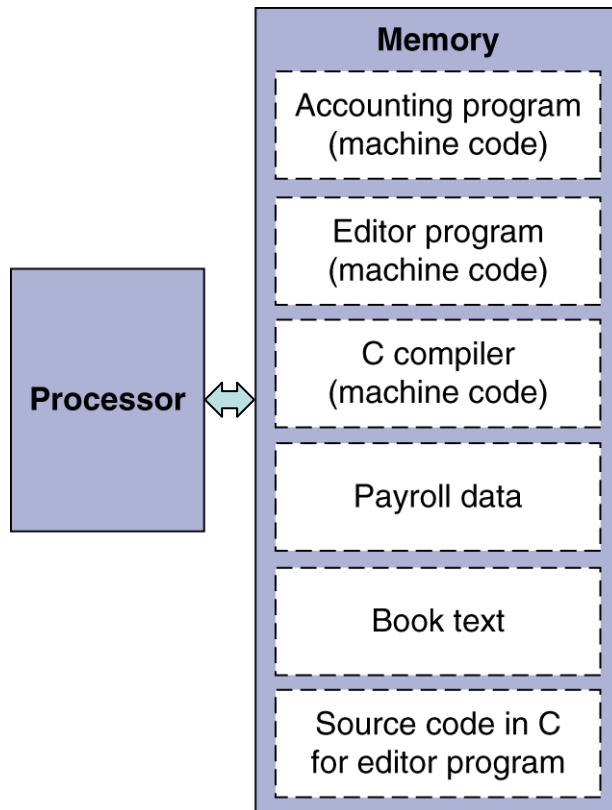 Memory
Accounting program
(machine code)
Editor program
(machine code)
C compiler
(machine code)
Processor
Payroll data
Book text
Source code in C
for editor program